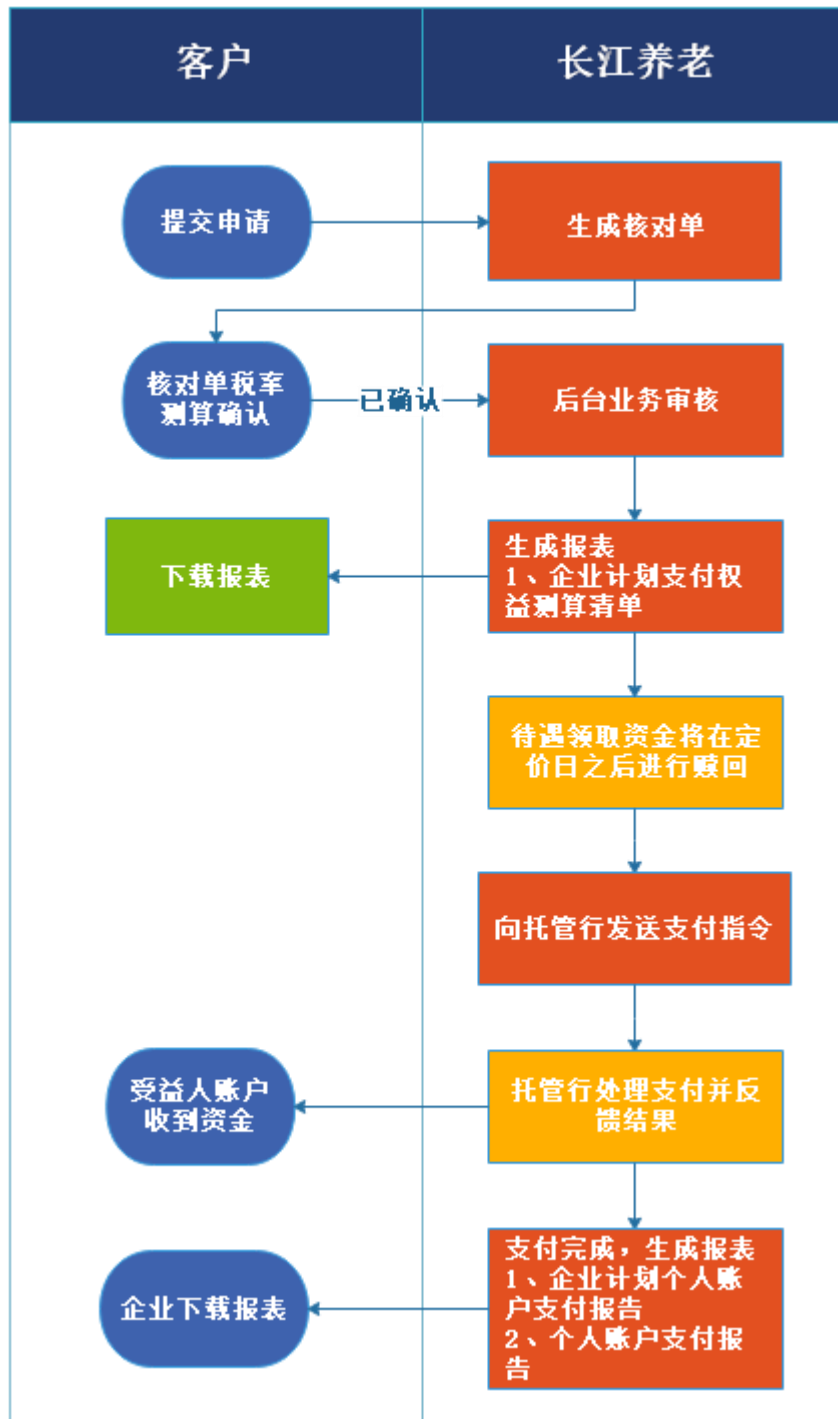 客户
长江养老
提交申请
生成核对单
核对单税率
测算确认
已确认
后台业务审核
下载报表
生成报表
1、企业计划支付权
益测算清单
待遇领取资金将在定
价日之后进行赎回
向托管行发送支付指令
受益人账户
收到资金
托管行处理支付并反
馈结果
企业下载报表
支付完成，生成报表
1、企业计划个人账
户支付报告
2、个人账户支付报
告